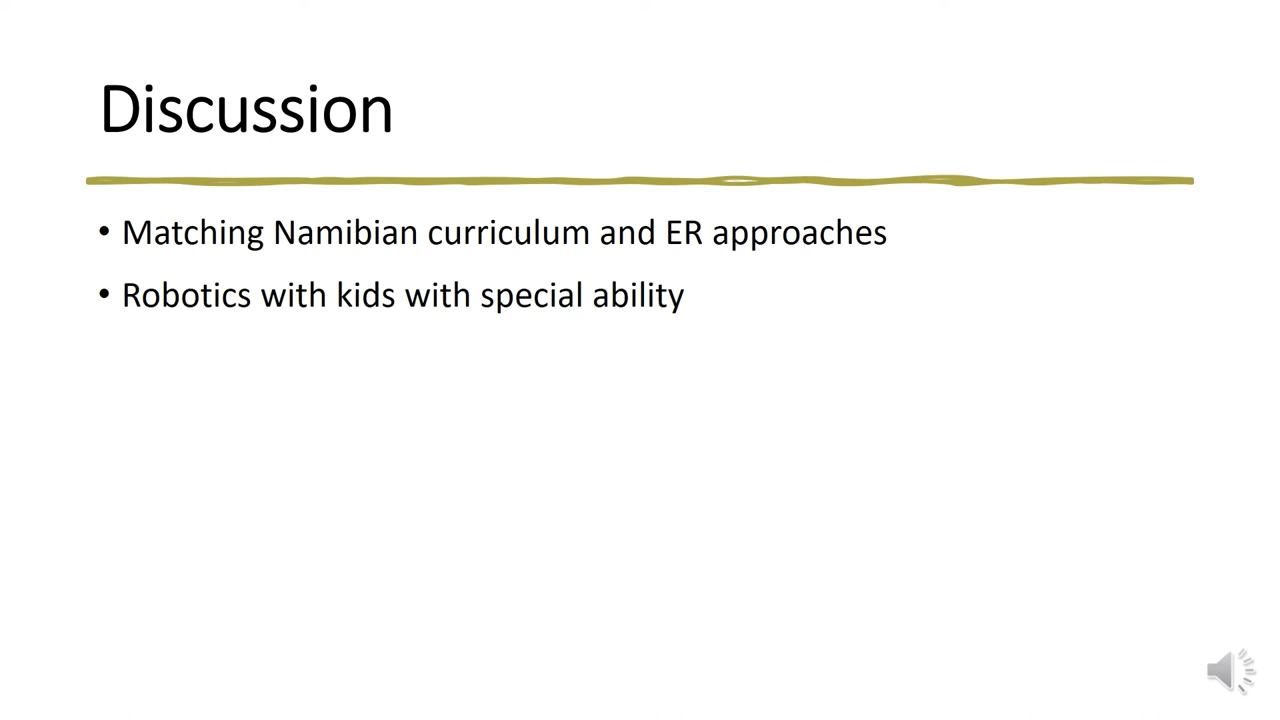 Discussion
• Matching Namibian curriculum and ER approaches
• Robotics with kids with special ability